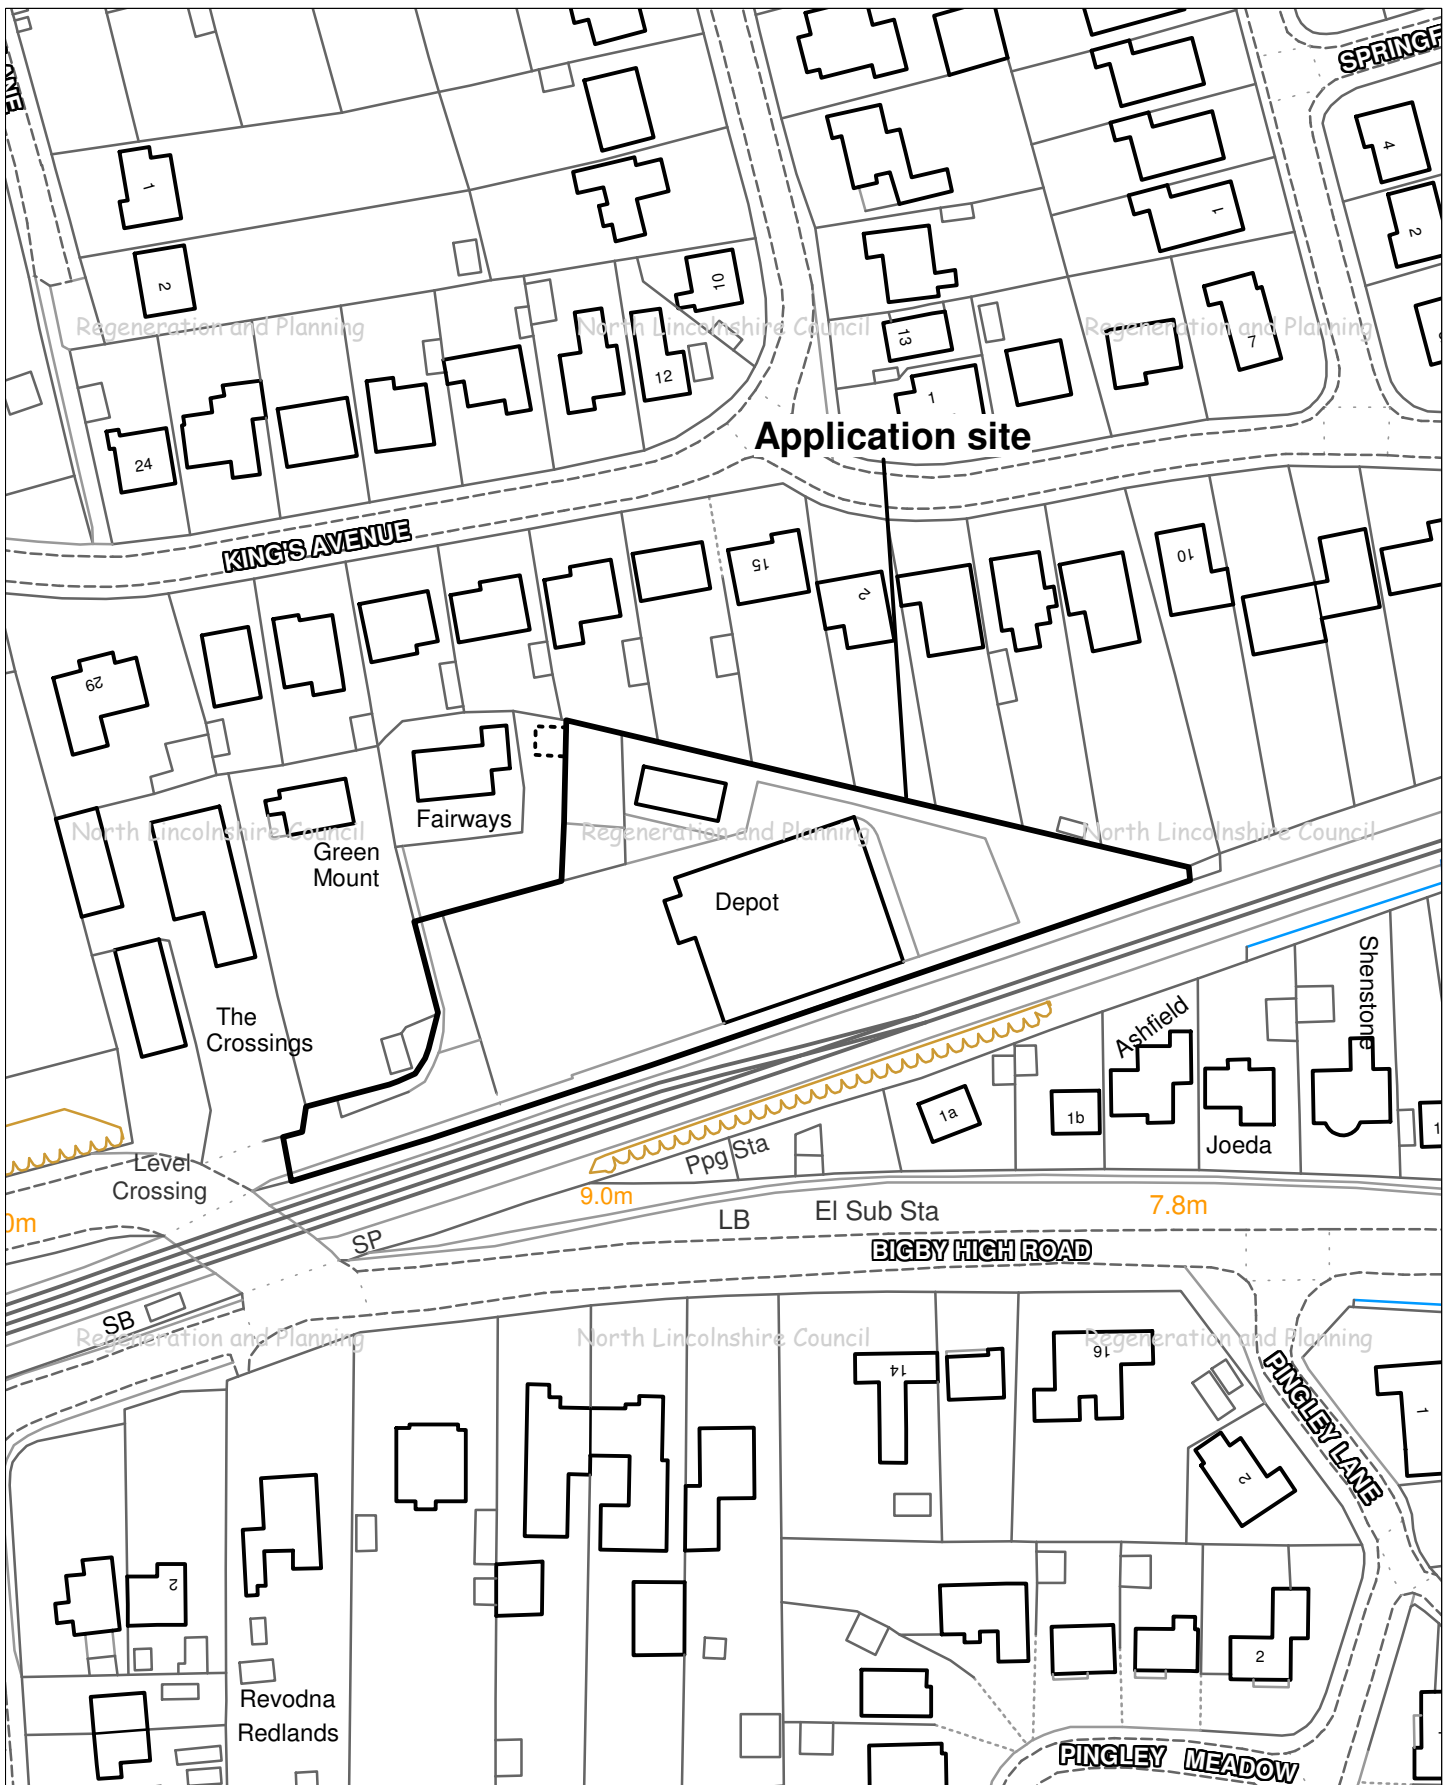 SPRINGF
ONE
1
4
2
1
2
10
13
7
12
1
24
Regeneration and Planning
North Lincolnshire Council
Regeneration and Planning
Application site
KING'S AVENUE
15
2
10
29
Fairways
Green
Mount
Depot
North Lincolnshire Council
Regeneration and Planning
North Lincolnshire Council
The
Crossings
Shenstone
Ashfield
1a
1b
Joeda
1
Level
Crossing
Ppg Sta
9.0m
7.8m
0m
LB
El Sub Sta
SP
BIGBY HIGH ROAD
SB
Regeneration and Planning
North Lincolnshire Council
Regeneration and Planning
14
16
PINGLEY LANE
1
2
2
2
Revodna
Redlands
PINGLEY MEADOW